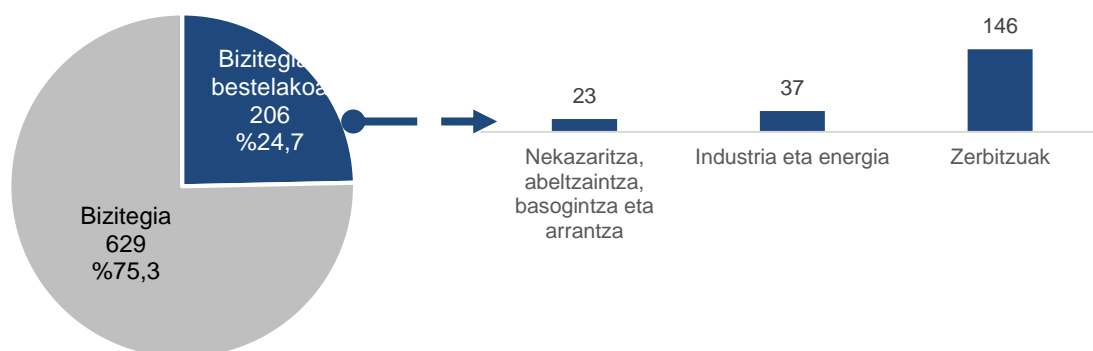 bestelakoa
206
%24,7
Bizitegia
629
%75,3
23
37
146
Nekazaritza,
abeltzaintza,
basogintza eta
arrantza
Industria eta energia
Zerbitzuak